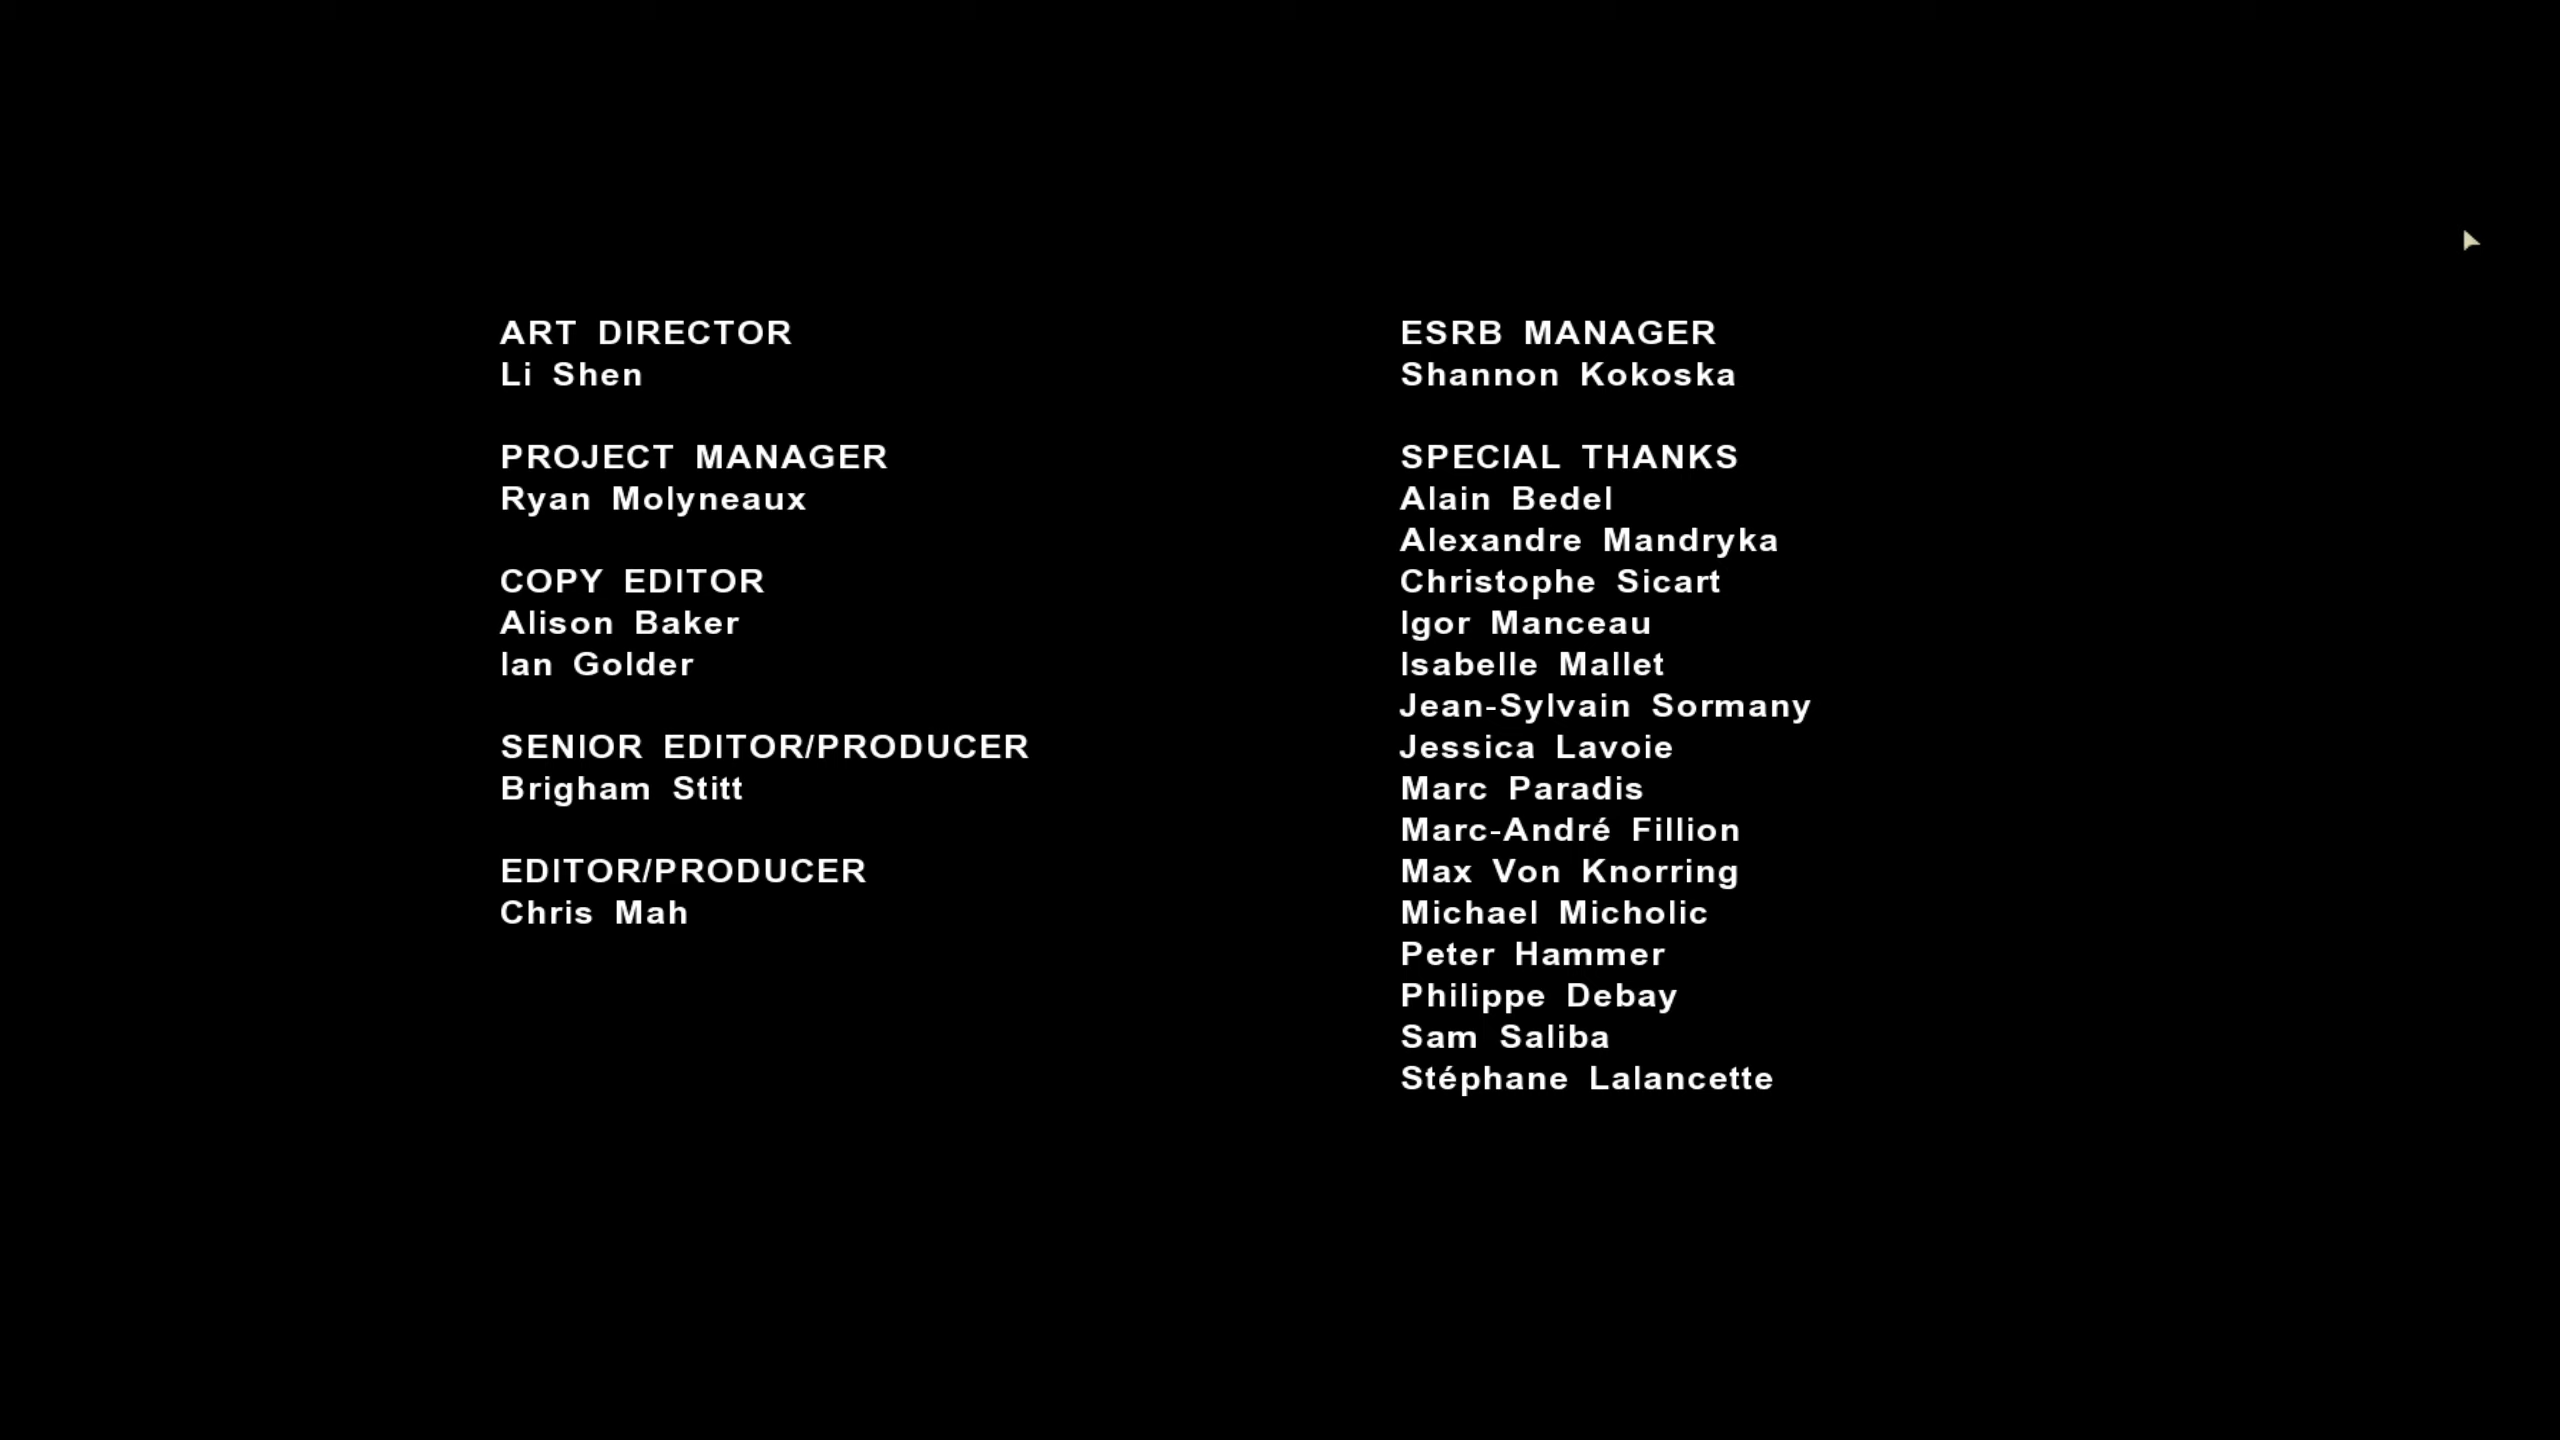 ART DIRECTOR
Li Shen
PROJECT MANAGER
Ryan Molyneaux
COPY EDITOR
Alison Baker
Ian Golder
SENIOR EDITOR/PRODUCER
Brigham Stitt
EDITOR/PRODUCER
Chris Mah
ESRB MANAGER
Shannon Kokoska
SPECIAL THANKS
Alain Bedel
Alexandre Mandryka
Christophe Sicart
Igor Manceau
Isabelle Mallet
Jean-Sylvain Sormany
Jessica Lavoie
Marc Paradis
Marc-André Fillion
Max Von Knorring
Michael Micholic
Peter Hammer
Philippe Debay
Sam Saliba
Stéphane Lalancette